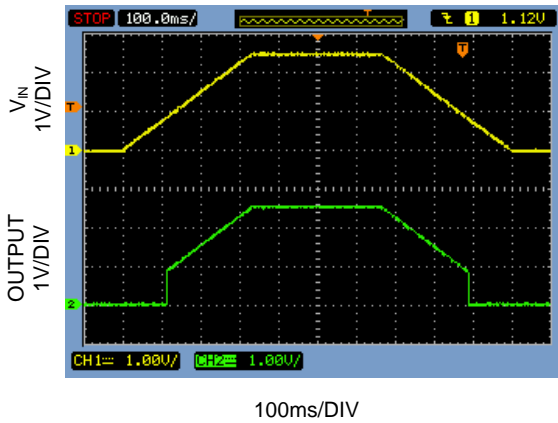 STOP 100.0ms/ T 1 1.12V
T
V_IN
1V/DIV
T
1
OUTPUT
1V/DIV
2
CH1 1.00V/ CH2 1.00V/
100ms/DIV